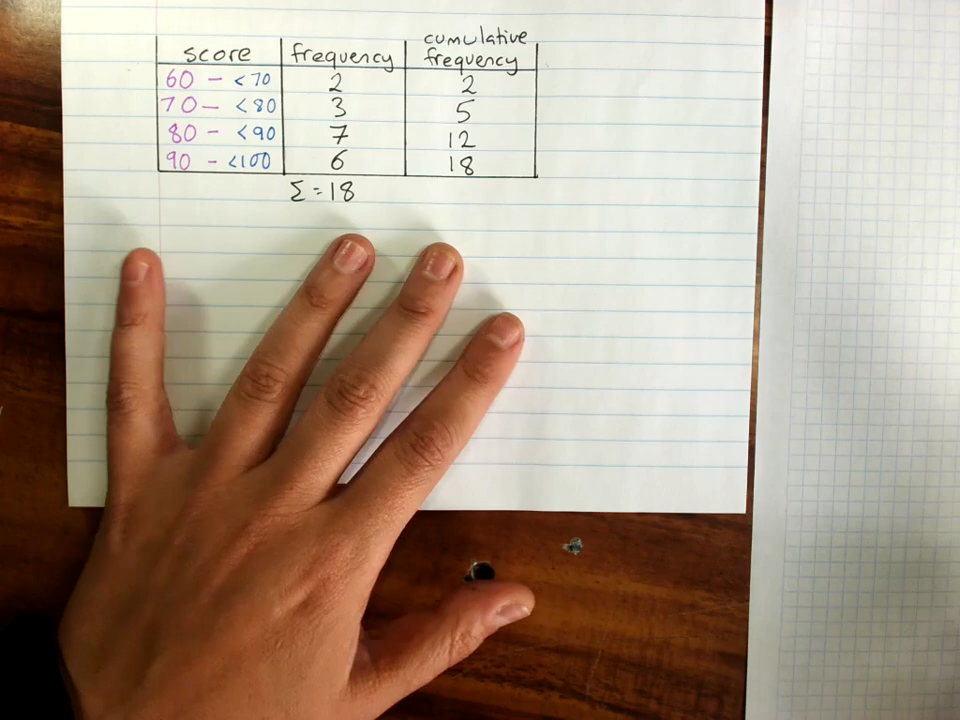 score frequency cumulative frequency
60 - <70 2 2
70 - <80 3 5
80 - <90 7 12
90 - <100 6 18
Σ = 18